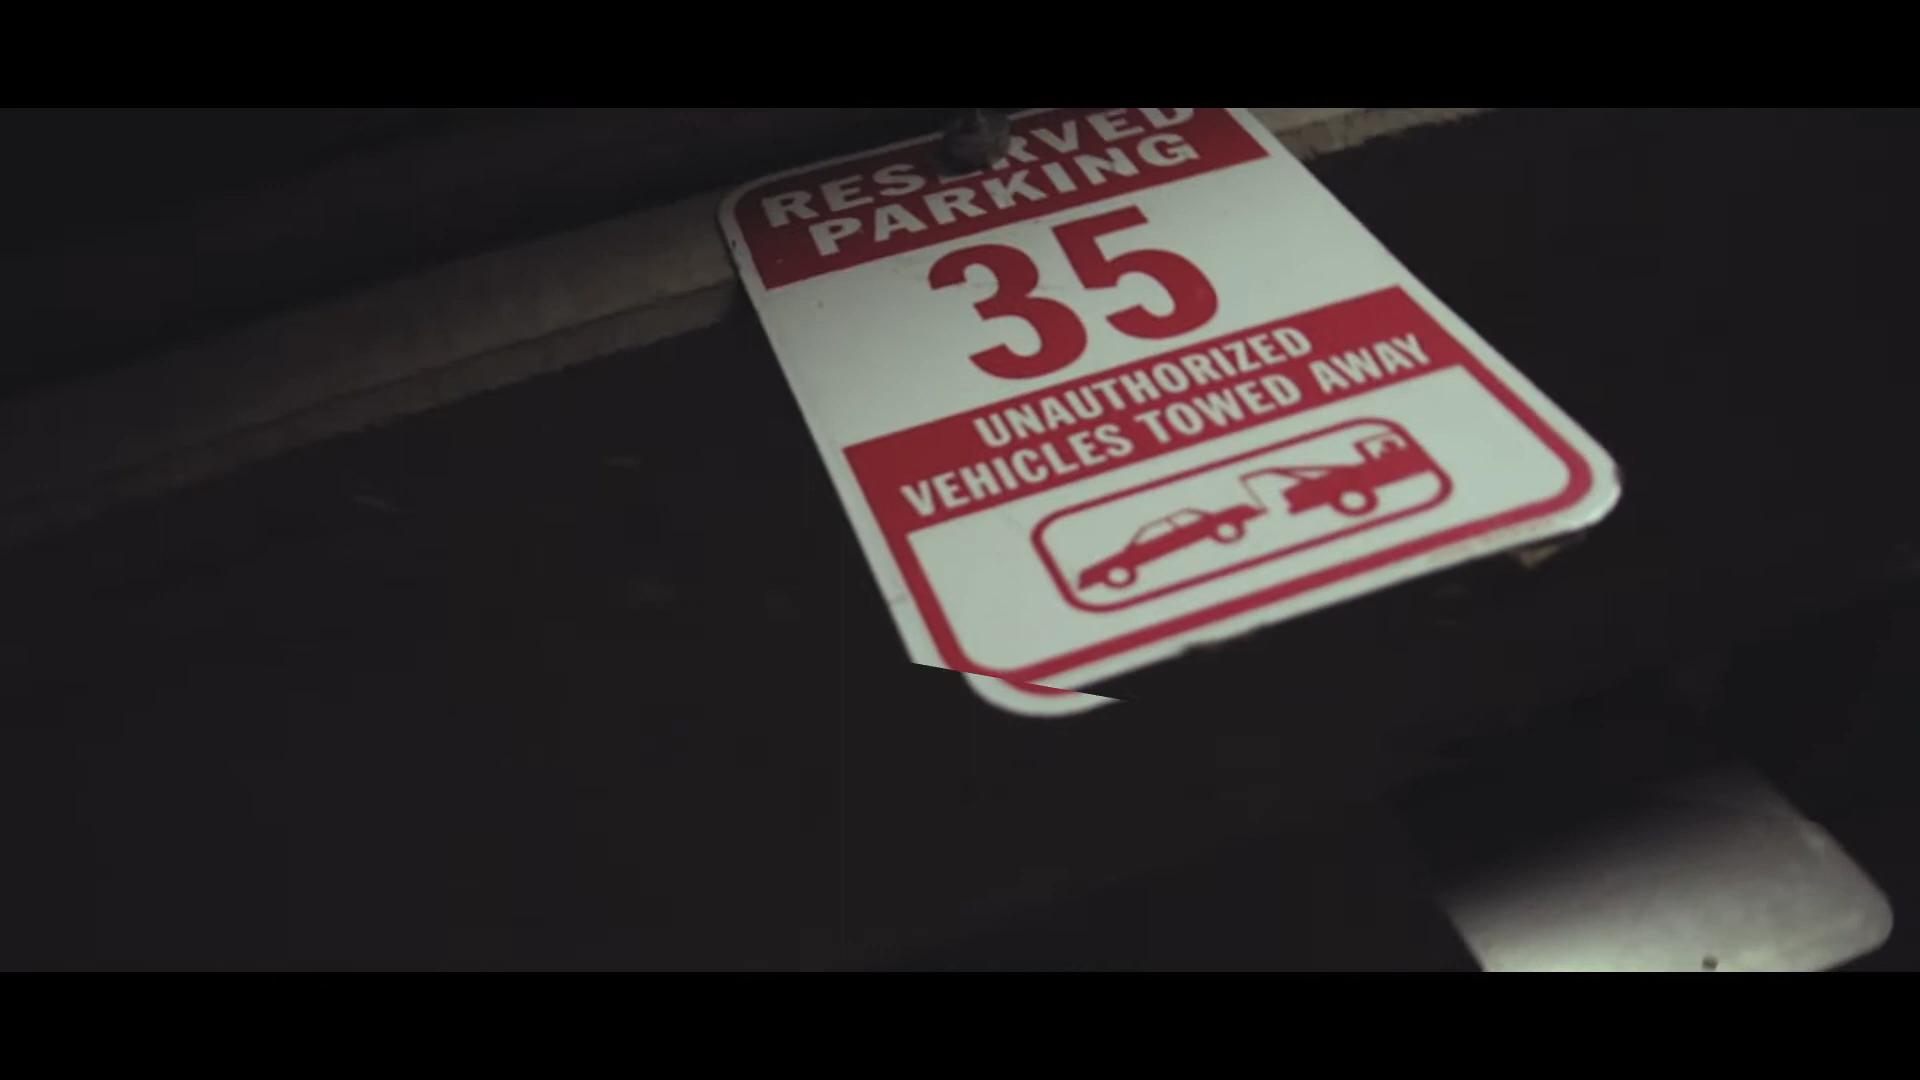 RESERVED
PARKING
35
UNAUTHORIZED
VEHICLES TOWED AWAY